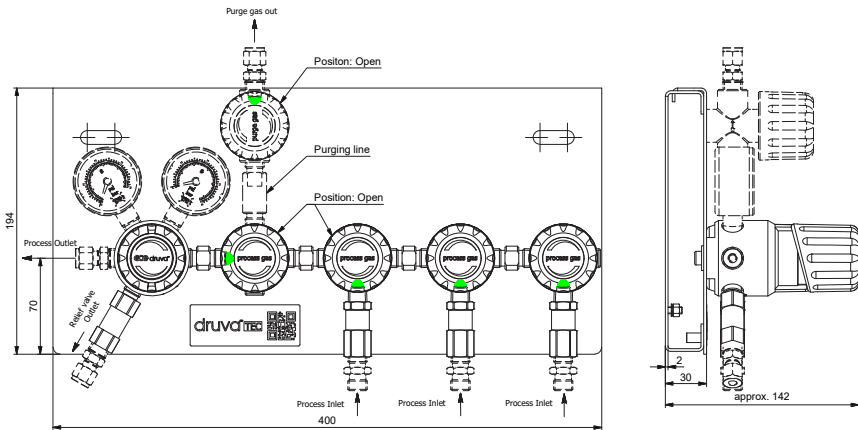 Purge gas out
Positon: Open
purge gas
Purging line
Position: Open
194
Process Outlet
70
druva
process gas
process gas
process gas
process gas
Relief valve
Outlet
druva TEC
Process Inlet
Process Inlet
Process Inlet
400
2
30
approx. 142